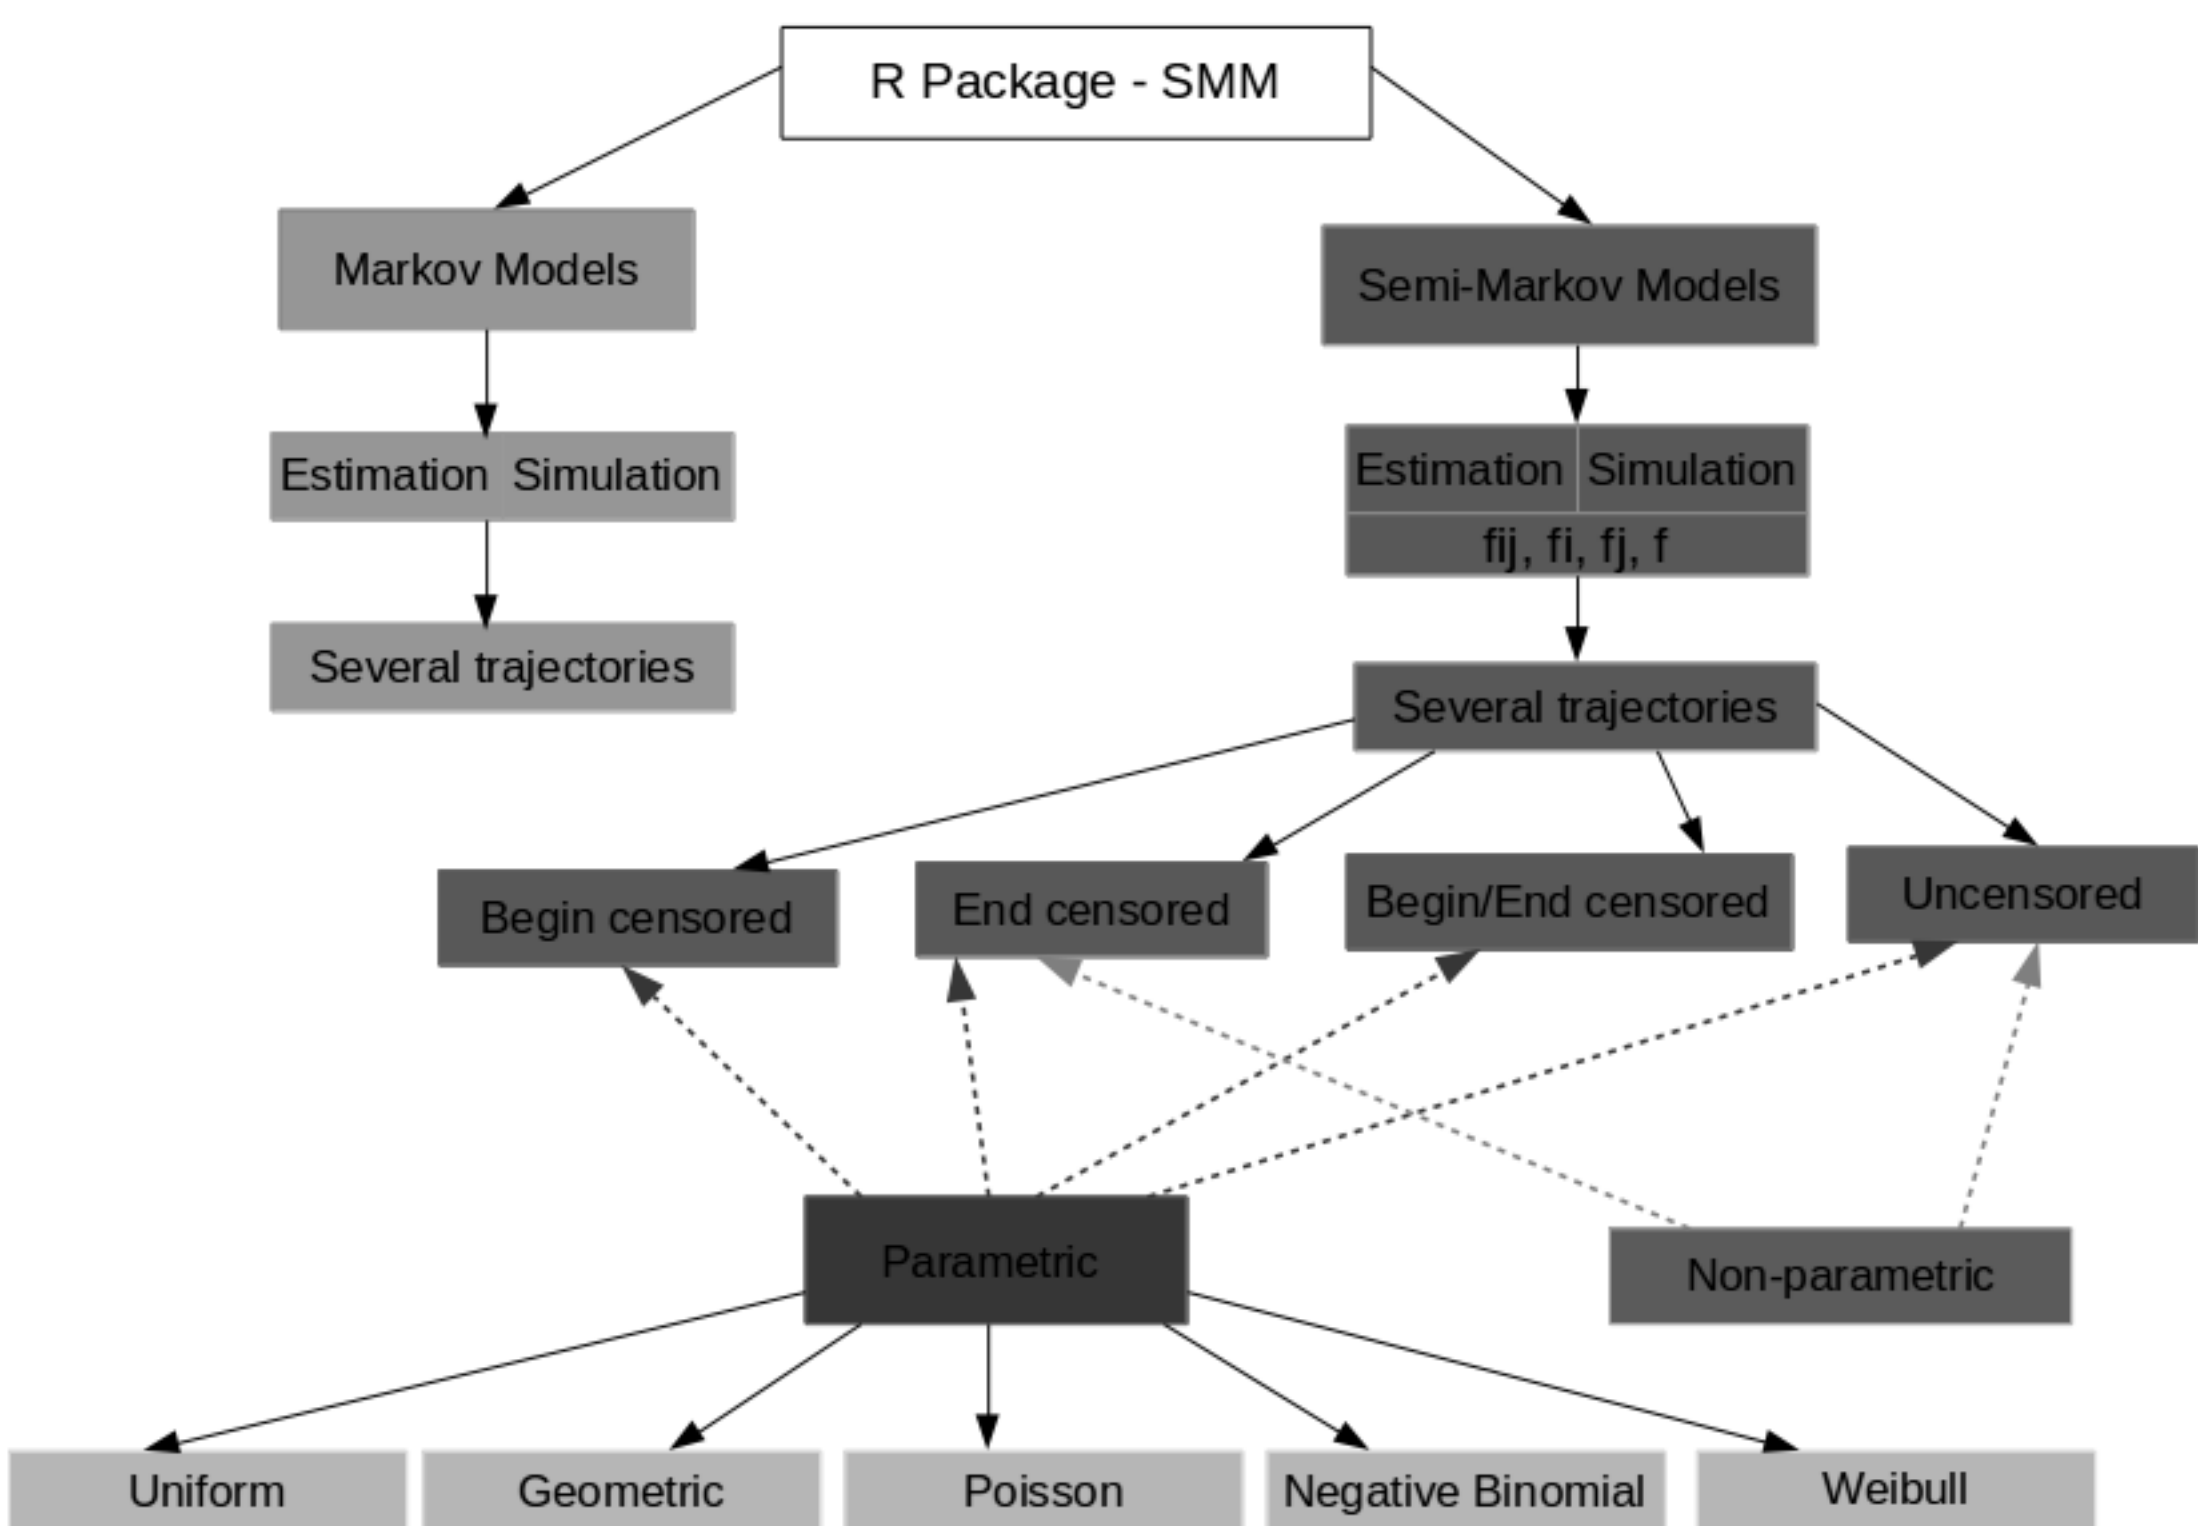 R Package - SMM
Markov Models
Semi-Markov Models
Estimation Simulation
Estimation Simulation
fij, fi, fj, f
Several trajectories
Several trajectories
Begin censored
End censored
Begin/End censored
Uncensored
Parametric
Non-parametric
Uniform
Geometric
Poisson
Negative Binomial
Weibull